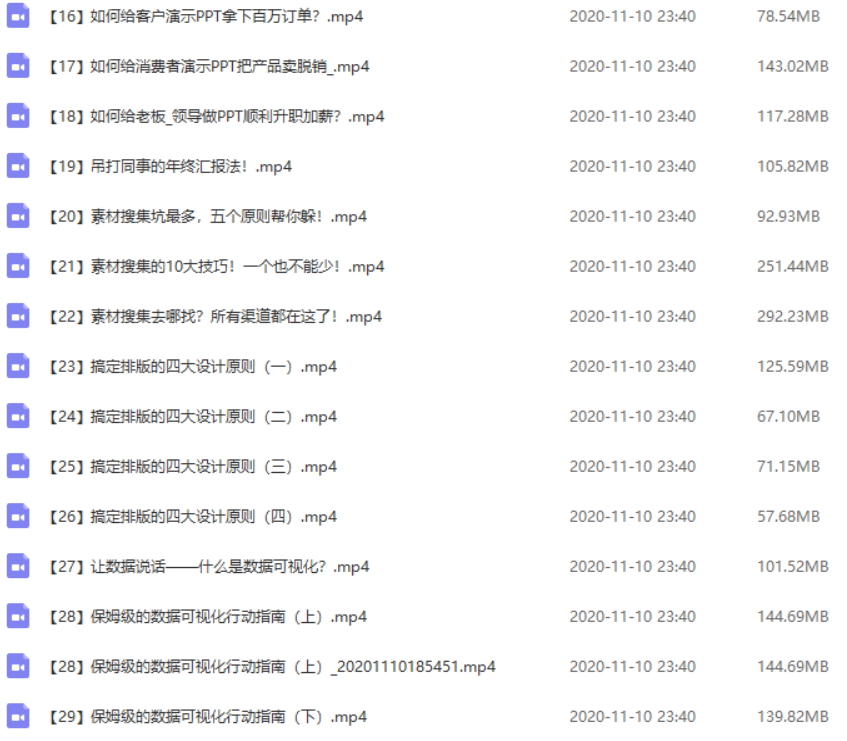 【16】如何给客户演示PPT拿下百万订单？.mp4 2020-11-10 23:40 78.54MB
【17】如何给消费者演示PPT把产品卖脱销_.mp4 2020-11-10 23:40 143.02MB
【18】如何给老板_领导做PPT顺利升职加薪？.mp4 2020-11-10 23:40 117.28MB
【19】吊打同事的年终汇报法！.mp4 2020-11-10 23:40 105.82MB
【20】素材搜集坑最多，五个原则帮你躲！.mp4 2020-11-10 23:40 92.93MB
【21】素材搜集的10大技巧！一个也不能少！.mp4 2020-11-10 23:40 251.44MB
【22】素材搜集去哪找？所有渠道都在这了！.mp4 2020-11-10 23:40 292.23MB
【23】搞定排版的四大设计原则（一）.mp4 2020-11-10 23:40 125.59MB
【24】搞定排版的四大设计原则（二）.mp4 2020-11-10 23:40 67.10MB
【25】搞定排版的四大设计原则（三）.mp4 2020-11-10 23:40 71.15MB
【26】搞定排版的四大设计原则（四）.mp4 2020-11-10 23:40 57.68MB
【27】让数据说话——什么是数据可视化？.mp4 2020-11-10 23:40 101.52MB
【28】保姆级的数据可视化行动指南（上）.mp4 2020-11-10 23:40 144.69MB
【28】保姆级的数据可视化行动指南（上）_20201110185451.mp4 2020-11-10 23:40 144.69MB
【29】保姆级的数据可视化行动指南（下）.mp4 2020-11-10 23:40 139.82MB